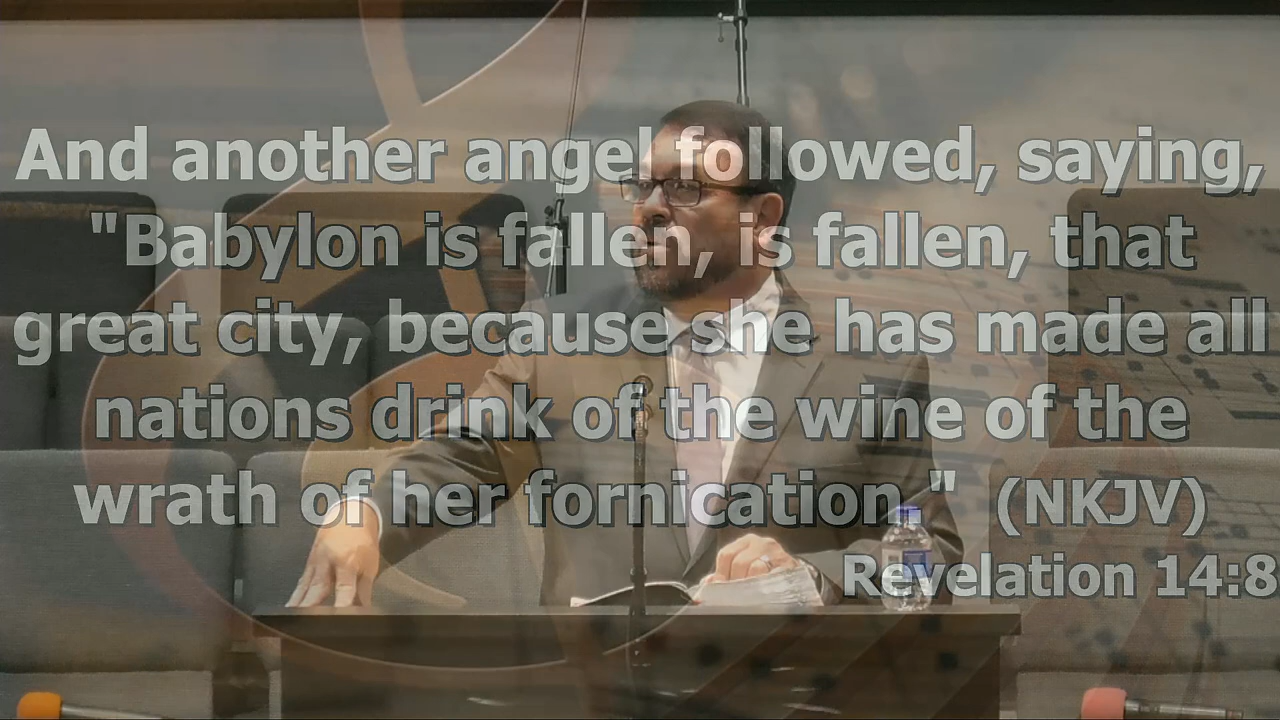 And another angel followed, saying,
"Babylon is fallen, is fallen, that
great city, because she has made all
nations drink of the wine of the
wrath of her fornication." (NKJV)
Revelation 14:8